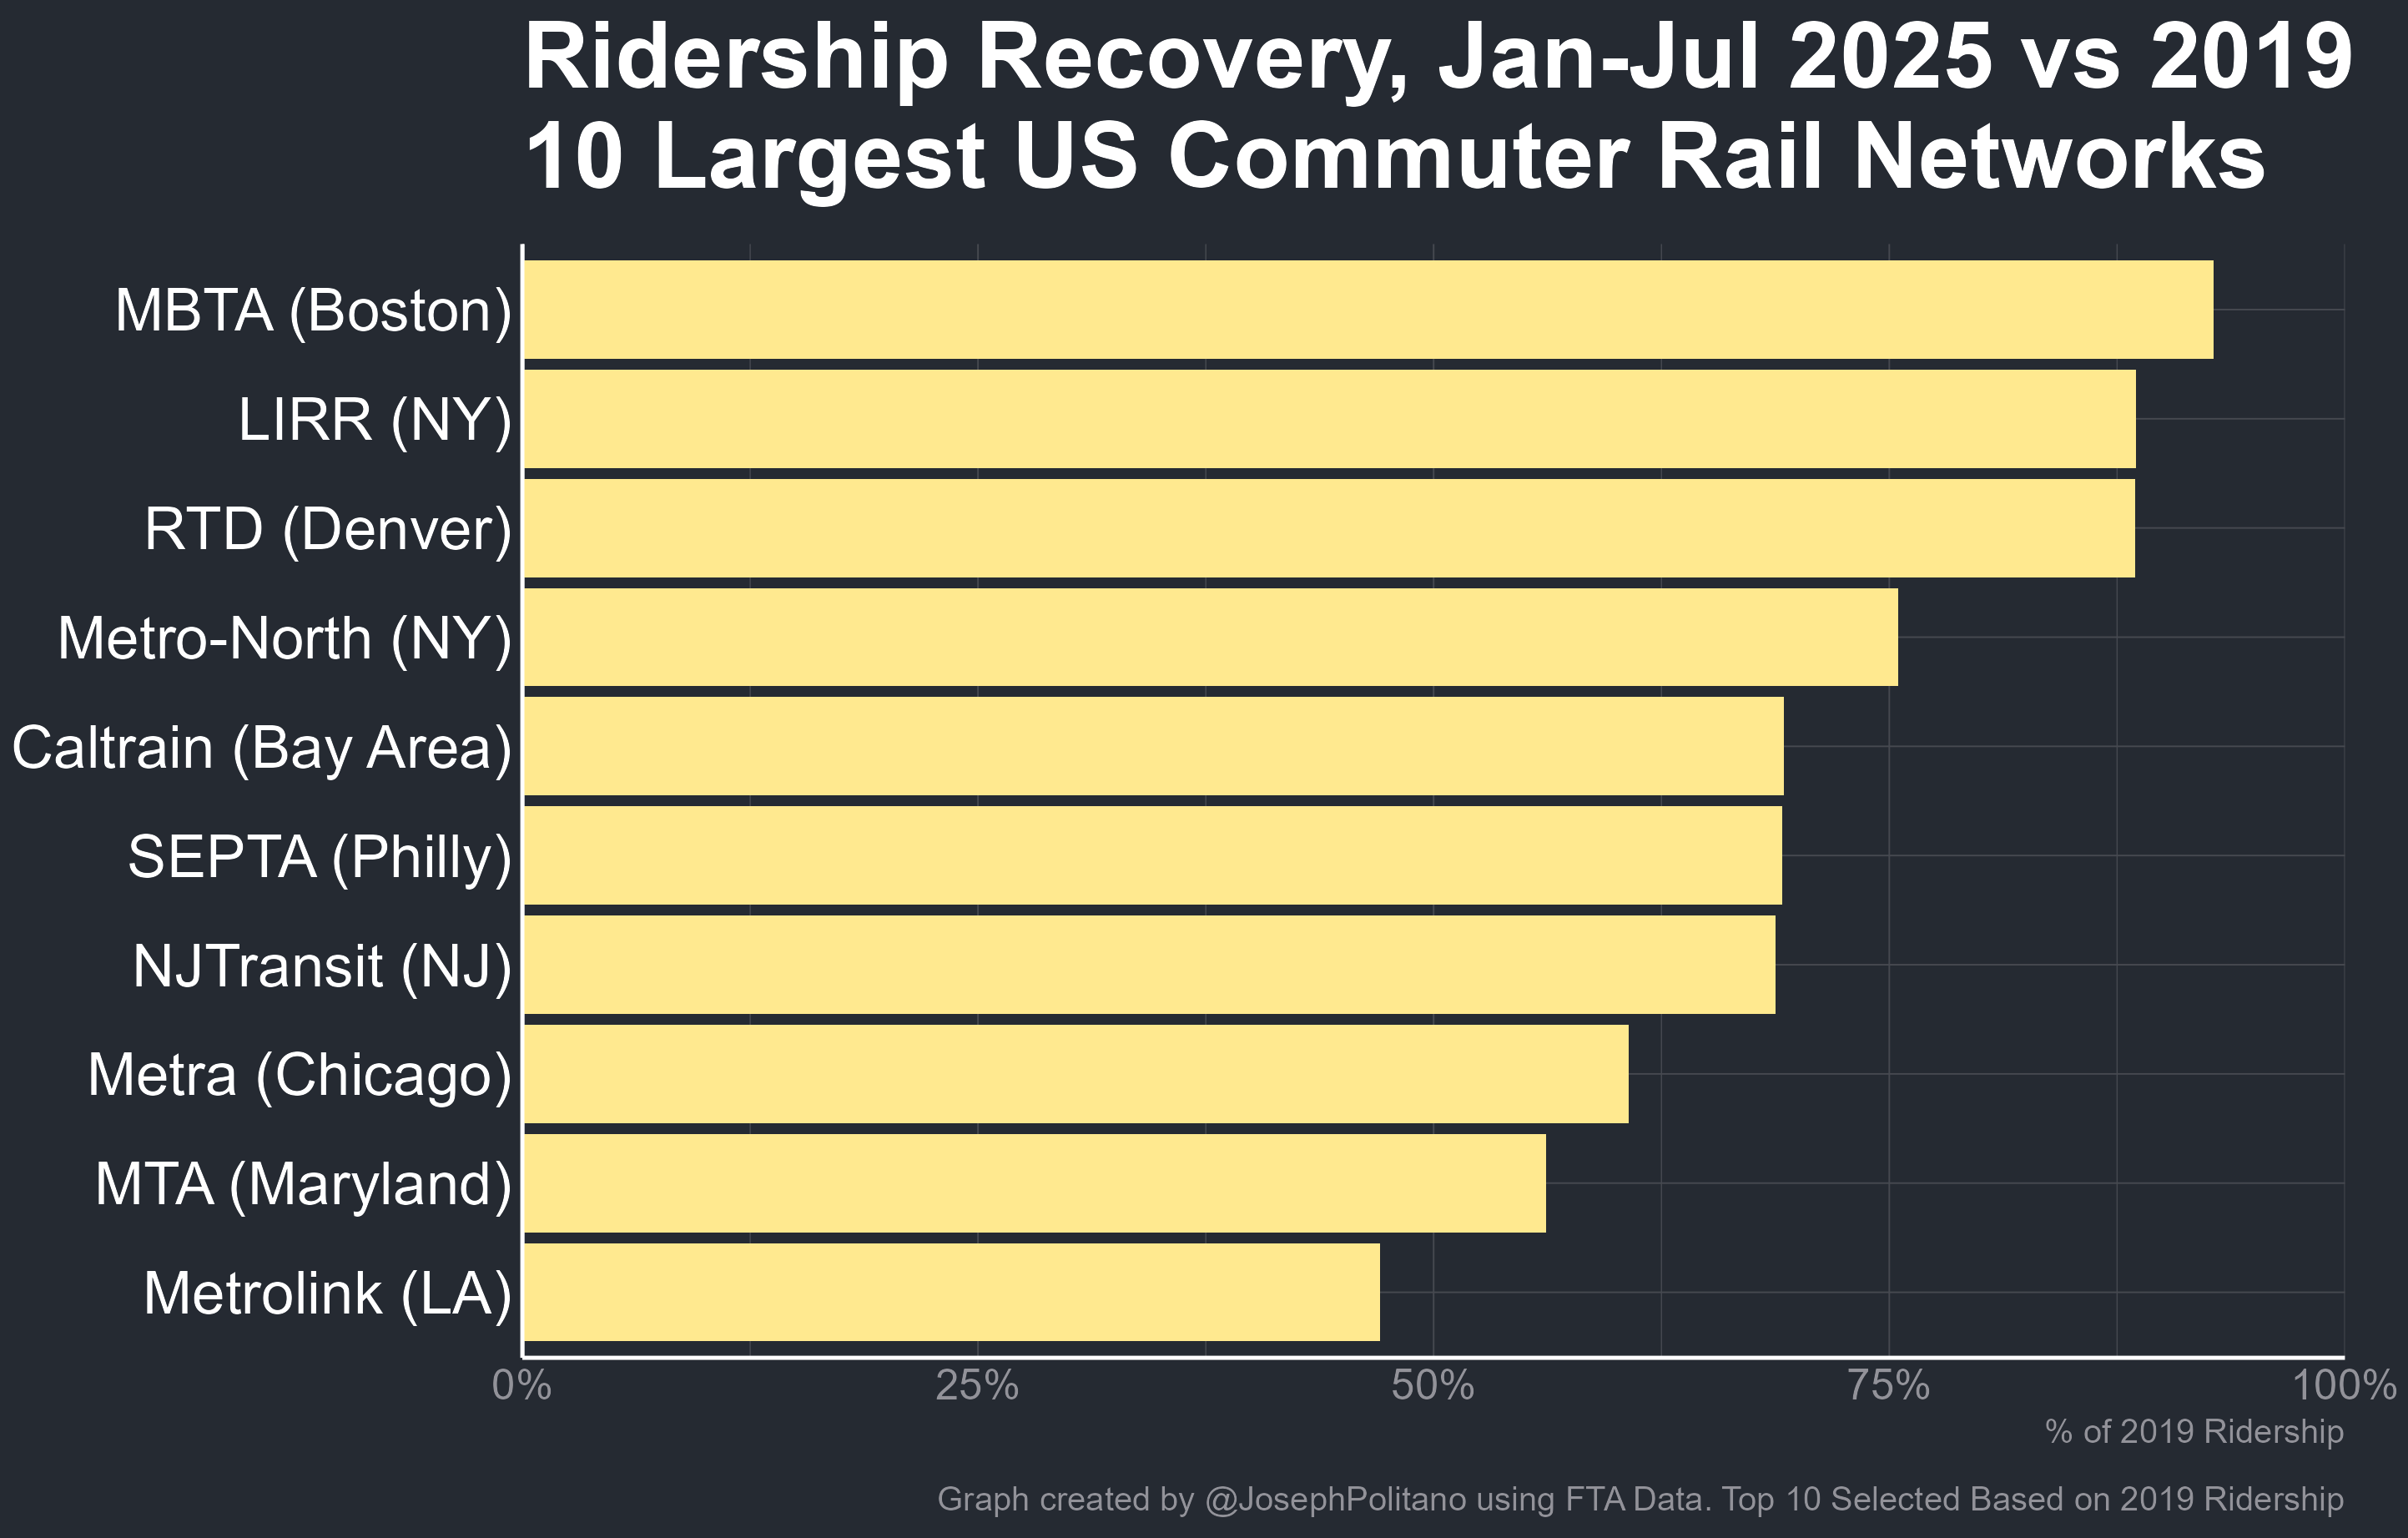 Ridership Recovery, Jan-Jul 2025 vs 2019
10 Largest US Commuter Rail Networks
MBTA (Boston)
LIRR (NY)
RTD (Denver)
Metro-North (NY)
Caltrain (Bay Area)
SEPTA (Philly)
NJTransit (NJ)
Metra (Chicago)
MTA (Maryland)
Metrolink (LA)
0% 25% 50% 75% 100%
% of 2019 Ridership
Graph created by @JosephPolitano using FTA Data. Top 10 Selected Based on 2019 Ridership